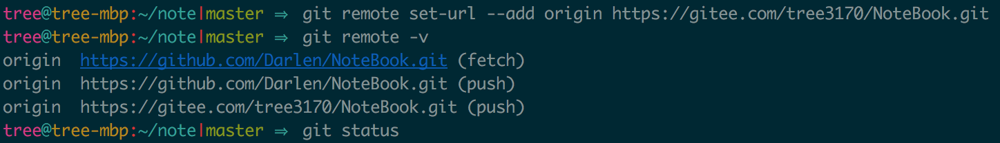 tree@tree-mbp:~/note|master ⇒ git remote set-url --add origin https://gitee.com/tree3170/NoteBook.git
tree@tree-mbp:~/note|master ⇒ git remote -v
origin https://github.com/Darlen/NoteBook.git (fetch)
origin https://github.com/Darlen/NoteBook.git (push)
origin https://gitee.com/tree3170/NoteBook.git (push)
tree@tree-mbp:~/note|master ⇒ git status